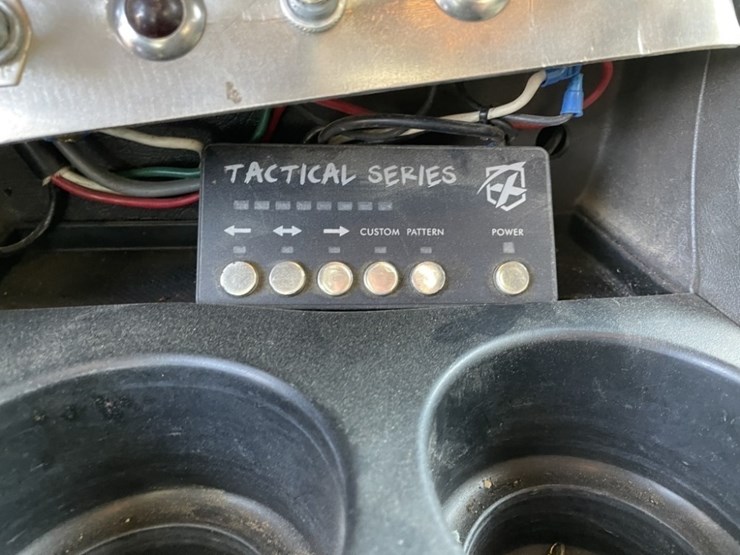 TACTICAL SERIES
CUSTOM PATTERN POWER